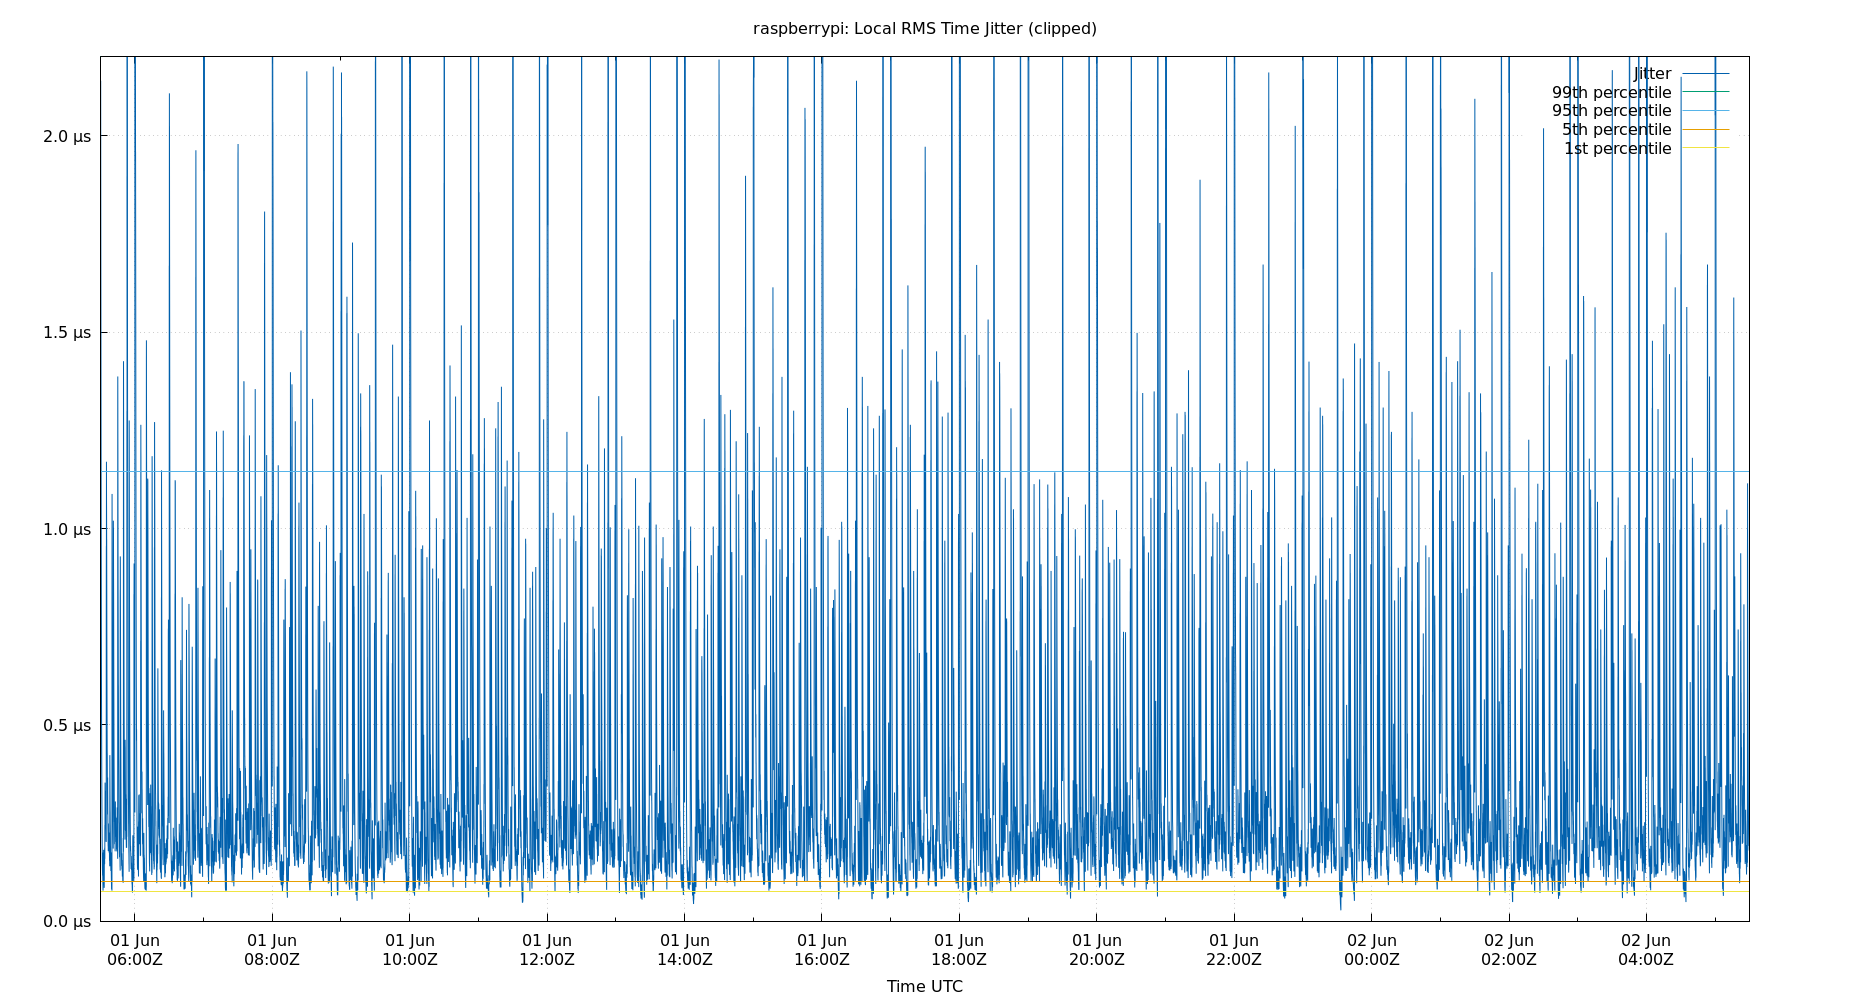 raspberrypi: Local RMS Time Jitter (clipped)
Jitter
99th percentile
95th percentile
5th percentile
1st percentile
2.0 µs
1.5 µs
1.0 µs
0.5 µs
0.0 µs
01 Jun 01 Jun 01 Jun 01 Jun 01 Jun 01 Jun 01 Jun 01 Jun 01 Jun 02 Jun 02 Jun 02 Jun
06:00Z 08:00Z 10:00Z 12:00Z 14:00Z 16:00Z 18:00Z 20:00Z 22:00Z 00:00Z 02:00Z 04:00Z
Time UTC